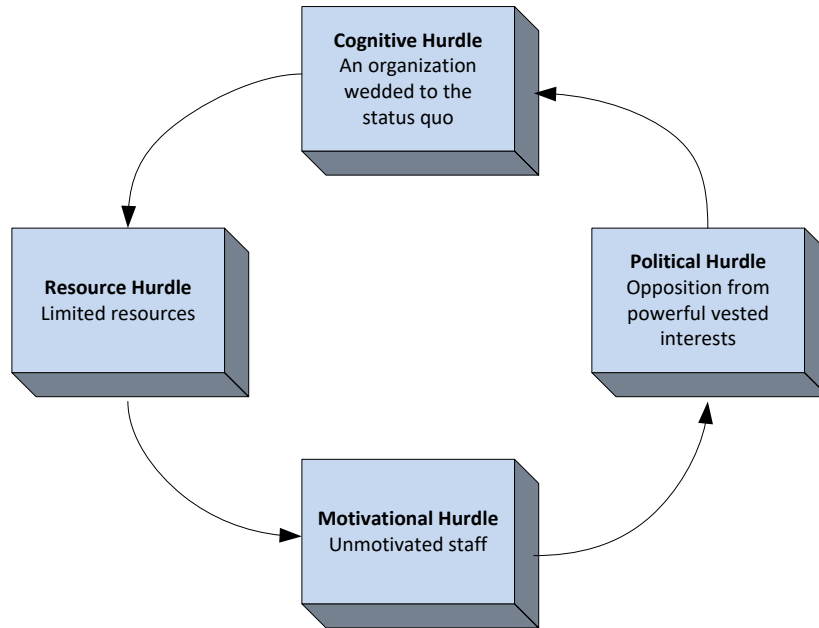 Cognitive Hurdle
An organization
wedded to the
status quo
Resource Hurdle
Limited resources
Political Hurdle
Opposition from
powerful vested
interests
Motivational Hurdle
Unmotivated staff